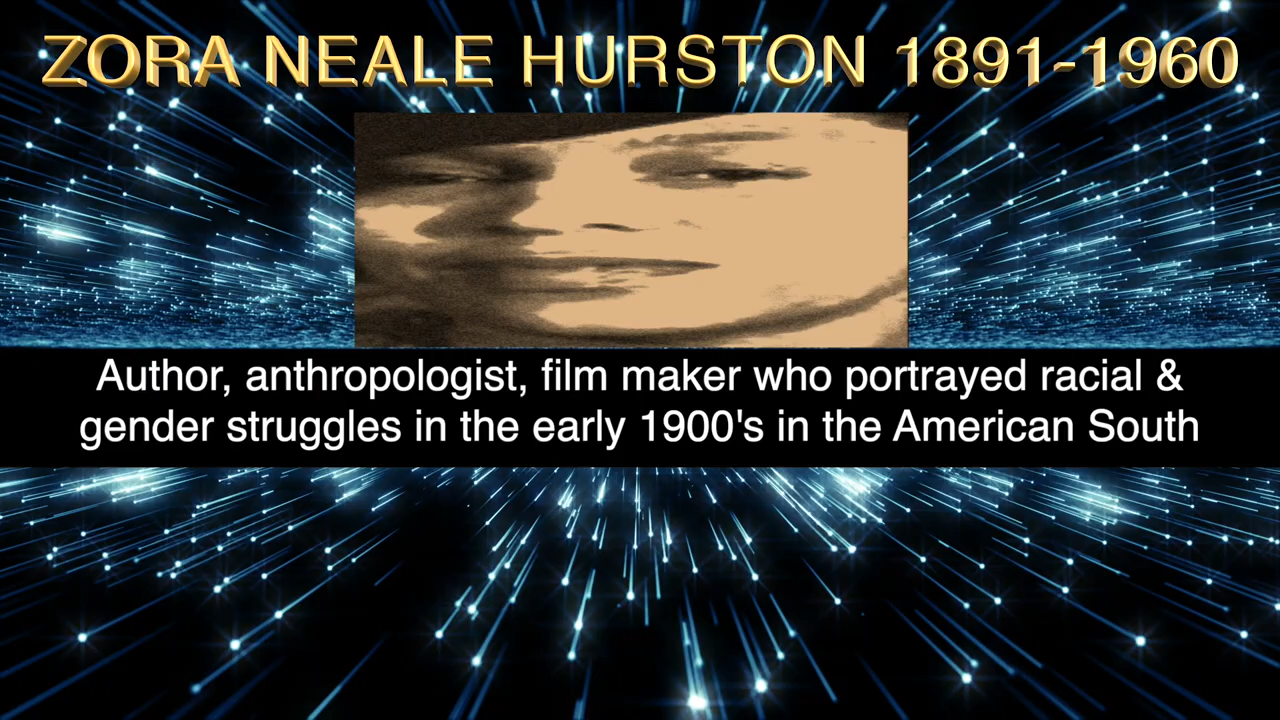 ZORA NEALE HURSTON 1891-1960
Author, anthropologist, film maker who portrayed racial &
gender struggles in the early 1900's in the American South